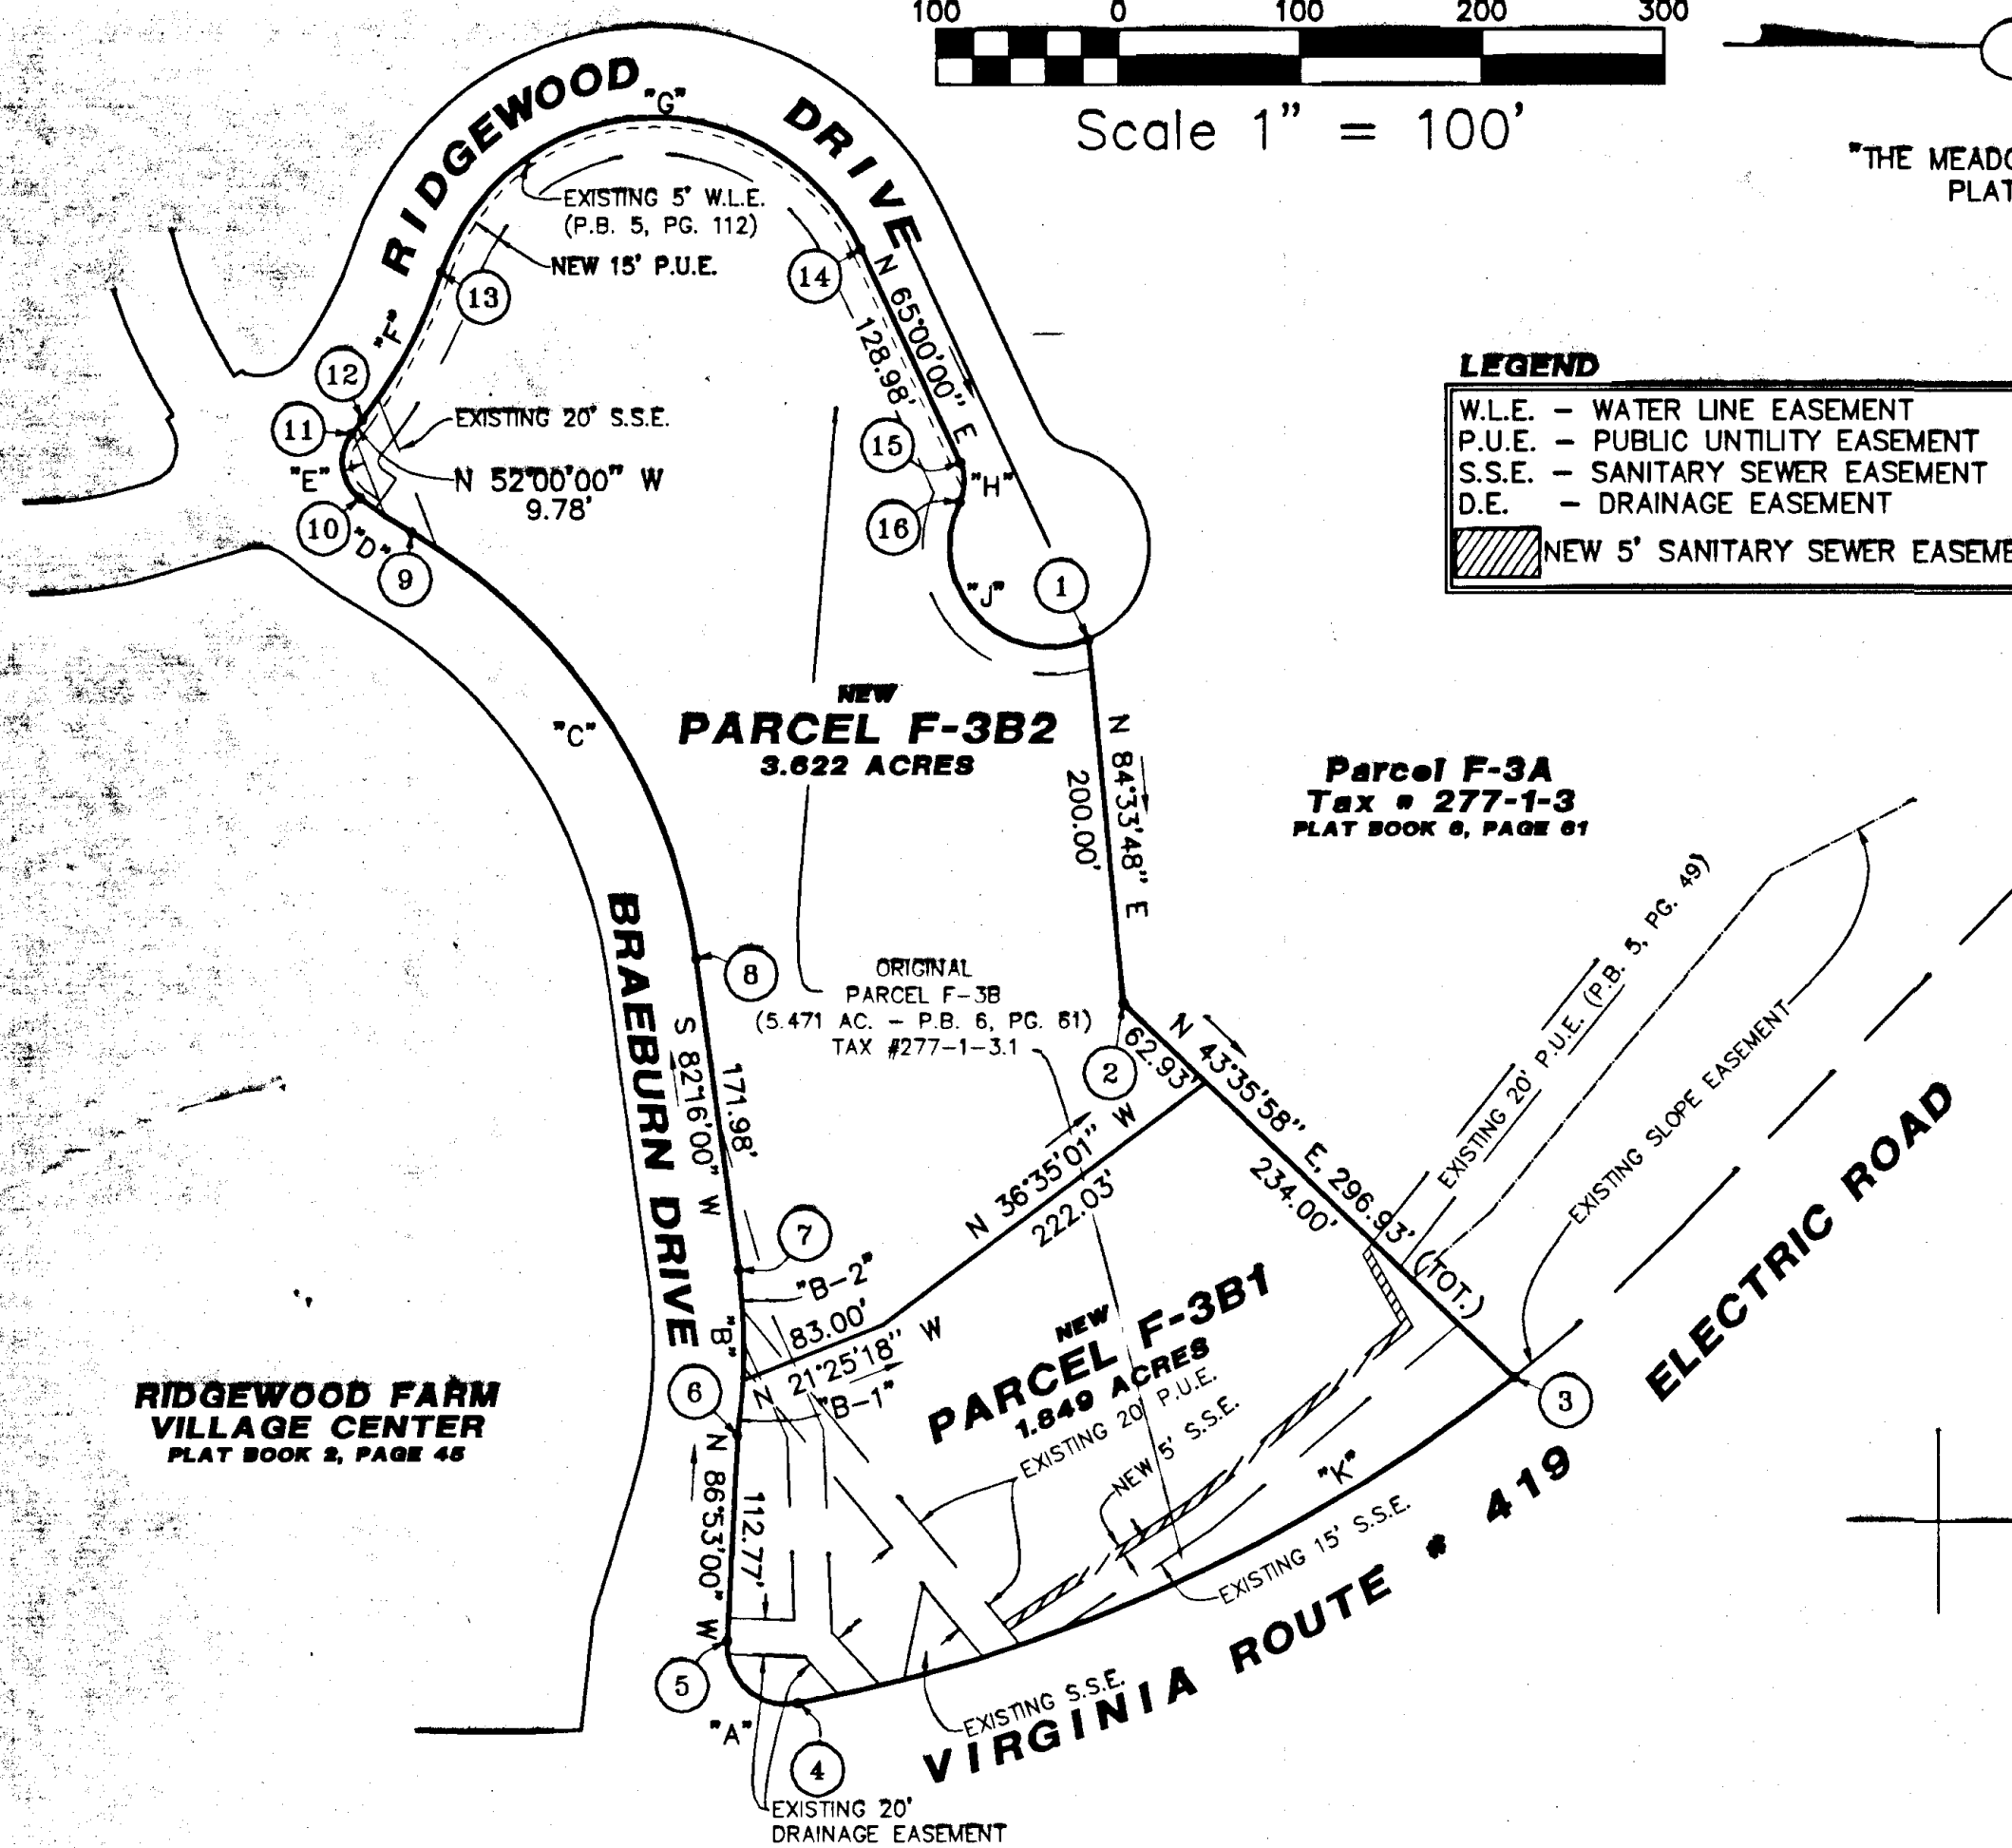 100 0 100 200 300
Scale 1" = 100'
"THE MEADO
PLAT
RIDGEWOOD DRIVE
"G"
EXISTING 5' W.L.E.
(P.B. 5, PG. 112)
NEW 15' P.U.E.
13
14
N 65°00'00" E
128.98'
"F"
12
11
EXISTING 20' S.S.E.
"E"
N 52°00'00" W
9.78'
10
"D"
9
15
"H"
16
"J"
1
LEGEND
W.L.E. – WATER LINE EASEMENT
P.U.E. – PUBLIC UNTILITY EASEMENT
S.S.E. – SANITARY SEWER EASEMENT
D.E. – DRAINAGE EASEMENT
NEW 5' SANITARY SEWER EASEME
"C"
NEW
PARCEL F-3B2
3.622 ACRES
N 84°33'48" E
200.00'
Parcel F-3A
Tax # 277-1-3
PLAT BOOK 6, PAGE 61
BRAEBURN DRIVE
8
ORIGINAL
PARCEL F-3B
(5.471 AC. – P.B. 6, PG. 61)
TAX #277-1-3.1
S 82°16'00" W
171.98'
2
62.93'
N 43°35'58" E, 296.93' (TOT.)
234.00'
N 36°35'01" W
222.03'
EXISTING 20' P.U.E. (P.B. 5, PG. 49)
EXISTING SLOPE EASEMENT
ELECTRIC ROAD
7
"B-2"
"B"
83.00'
N 21°25'18" W
"B-1"
6
NEW
PARCEL F-3B1
1.849 ACRES
EXISTING 20' P.U.E.
NEW 5' S.S.E.
3
RIDGEWOOD FARM
VILLAGE CENTER
PLAT BOOK 2, PAGE 45
N 86°53'00" W
112.77'
"K"
EXISTING 15' S.S.E.
VIRGINIA ROUTE # 419
5
"A"
4
EXISTING S.S.E.
EXISTING 20'
DRAINAGE EASEMENT